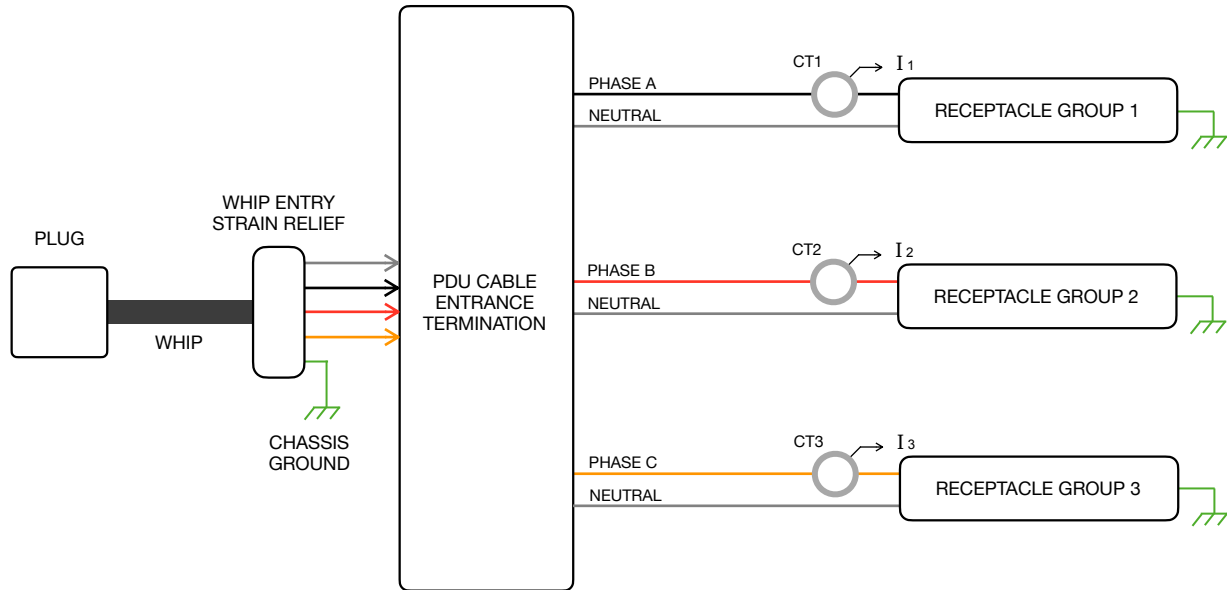 PLUG
WHIP
WHIP ENTRY
STRAIN RELIEF
CHASSIS
GROUND
PDU CABLE
ENTRANCE
TERMINATION
PHASE A
NEUTRAL
CT1
I 1
RECEPTACLE GROUP 1
PHASE B
NEUTRAL
CT2
I 2
RECEPTACLE GROUP 2
PHASE C
NEUTRAL
CT3
I 3
RECEPTACLE GROUP 3